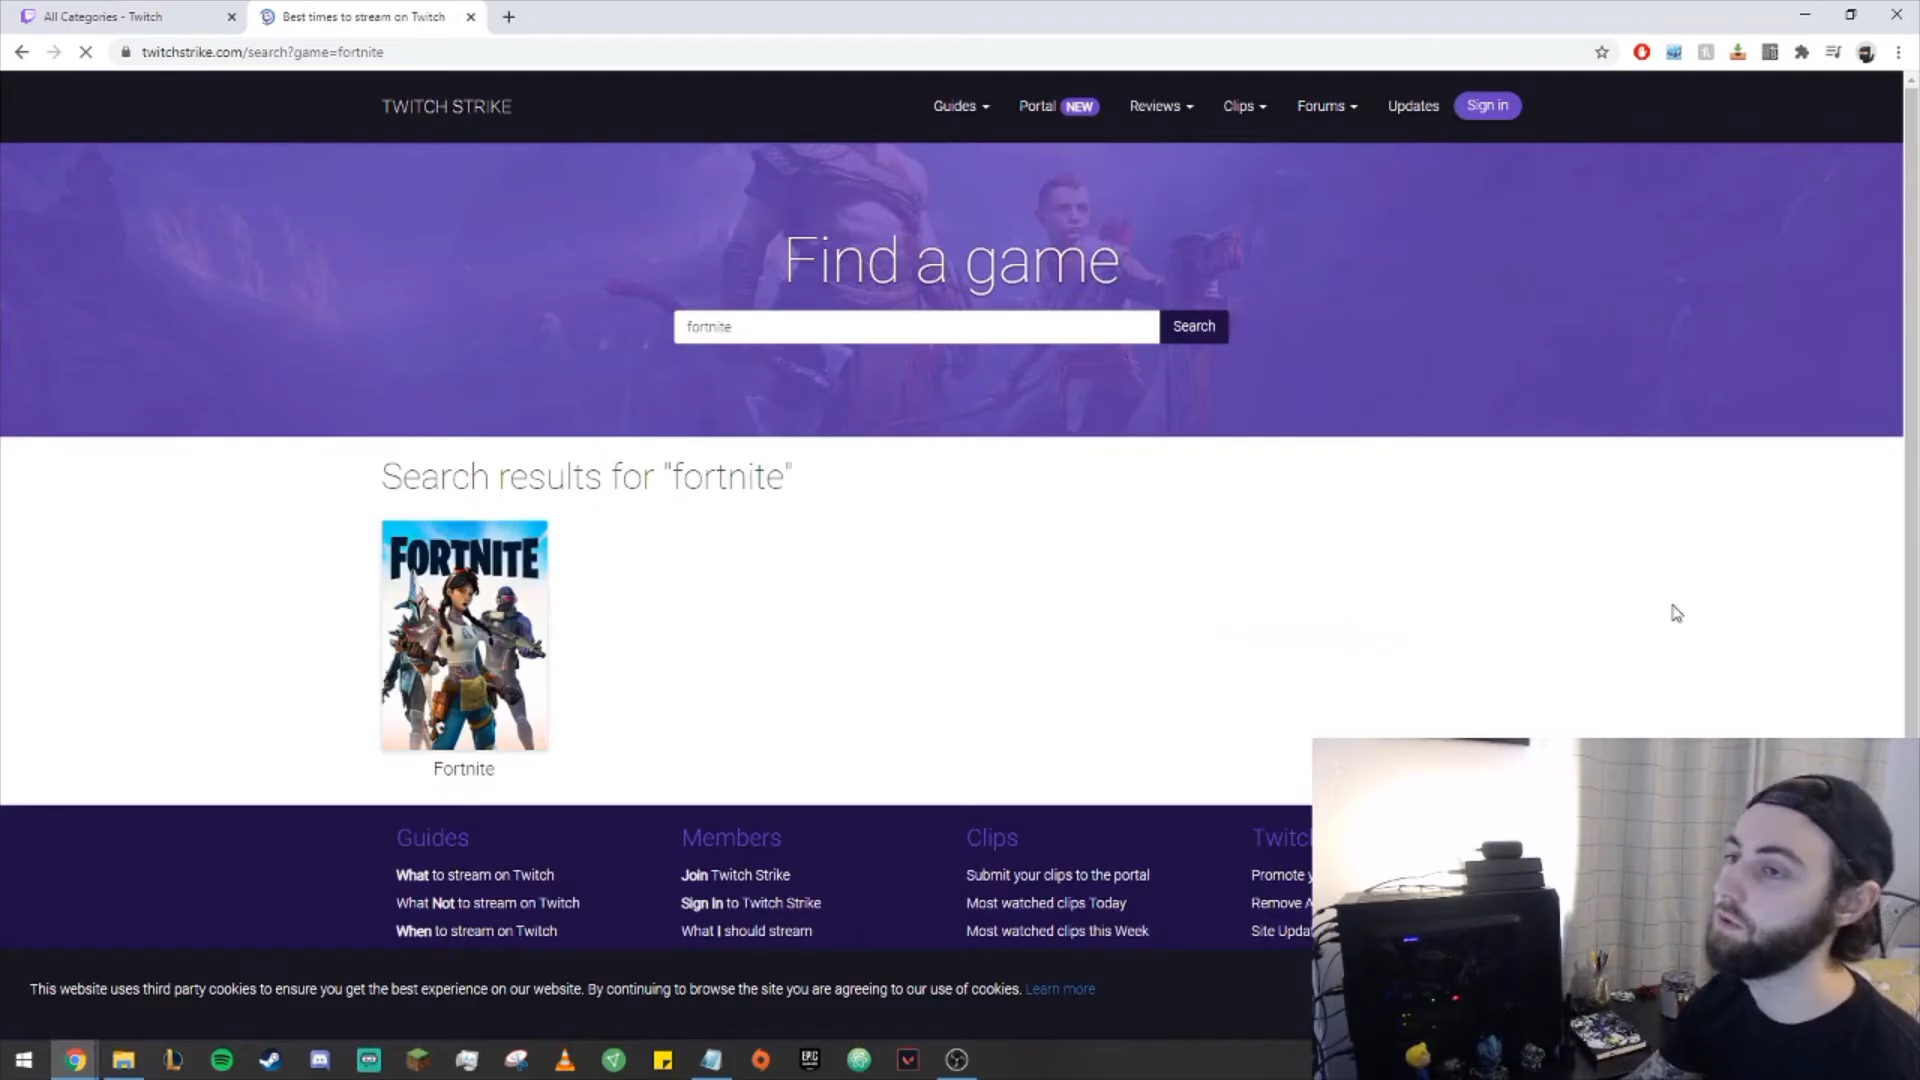 All Categories - Twitch
Best times to stream on Twitch
twitchstrike.com/search?game=fortnite
TWITCH STRIKE
Guides
Portal NEW
Reviews
Clips
Forums
Updates
Sign in
Find a game
fortnite
Search
Search results for "fortnite"
FORTNITE
Fortnite
Guides
What to stream on Twitch
What Not to stream on Twitch
When to stream on Twitch
Members
Join Twitch Strike
Sign In to Twitch Strike
What I should stream
Clips
Submit your clips to the portal
Most watched clips Today
Most watched clips this Week
Twitc
Promote y
Remove A
Site Upda
This website uses third party cookies to ensure you get the best experience on our website. By continuing to browse the site you are agreeing to our use of cookies. Learn more
EPIC